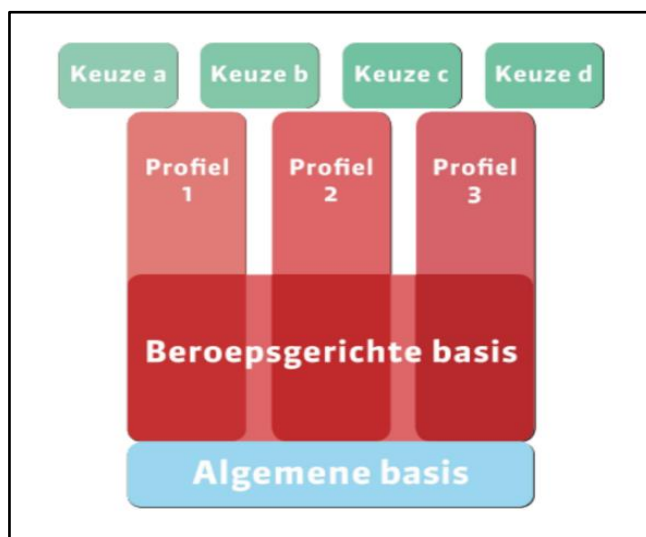 Keuze a
Keuze b
Keuze c
Keuze d
Profiel
1
Profiel
2
Profiel
3
Beroepsgerichte basis
Algemene basis